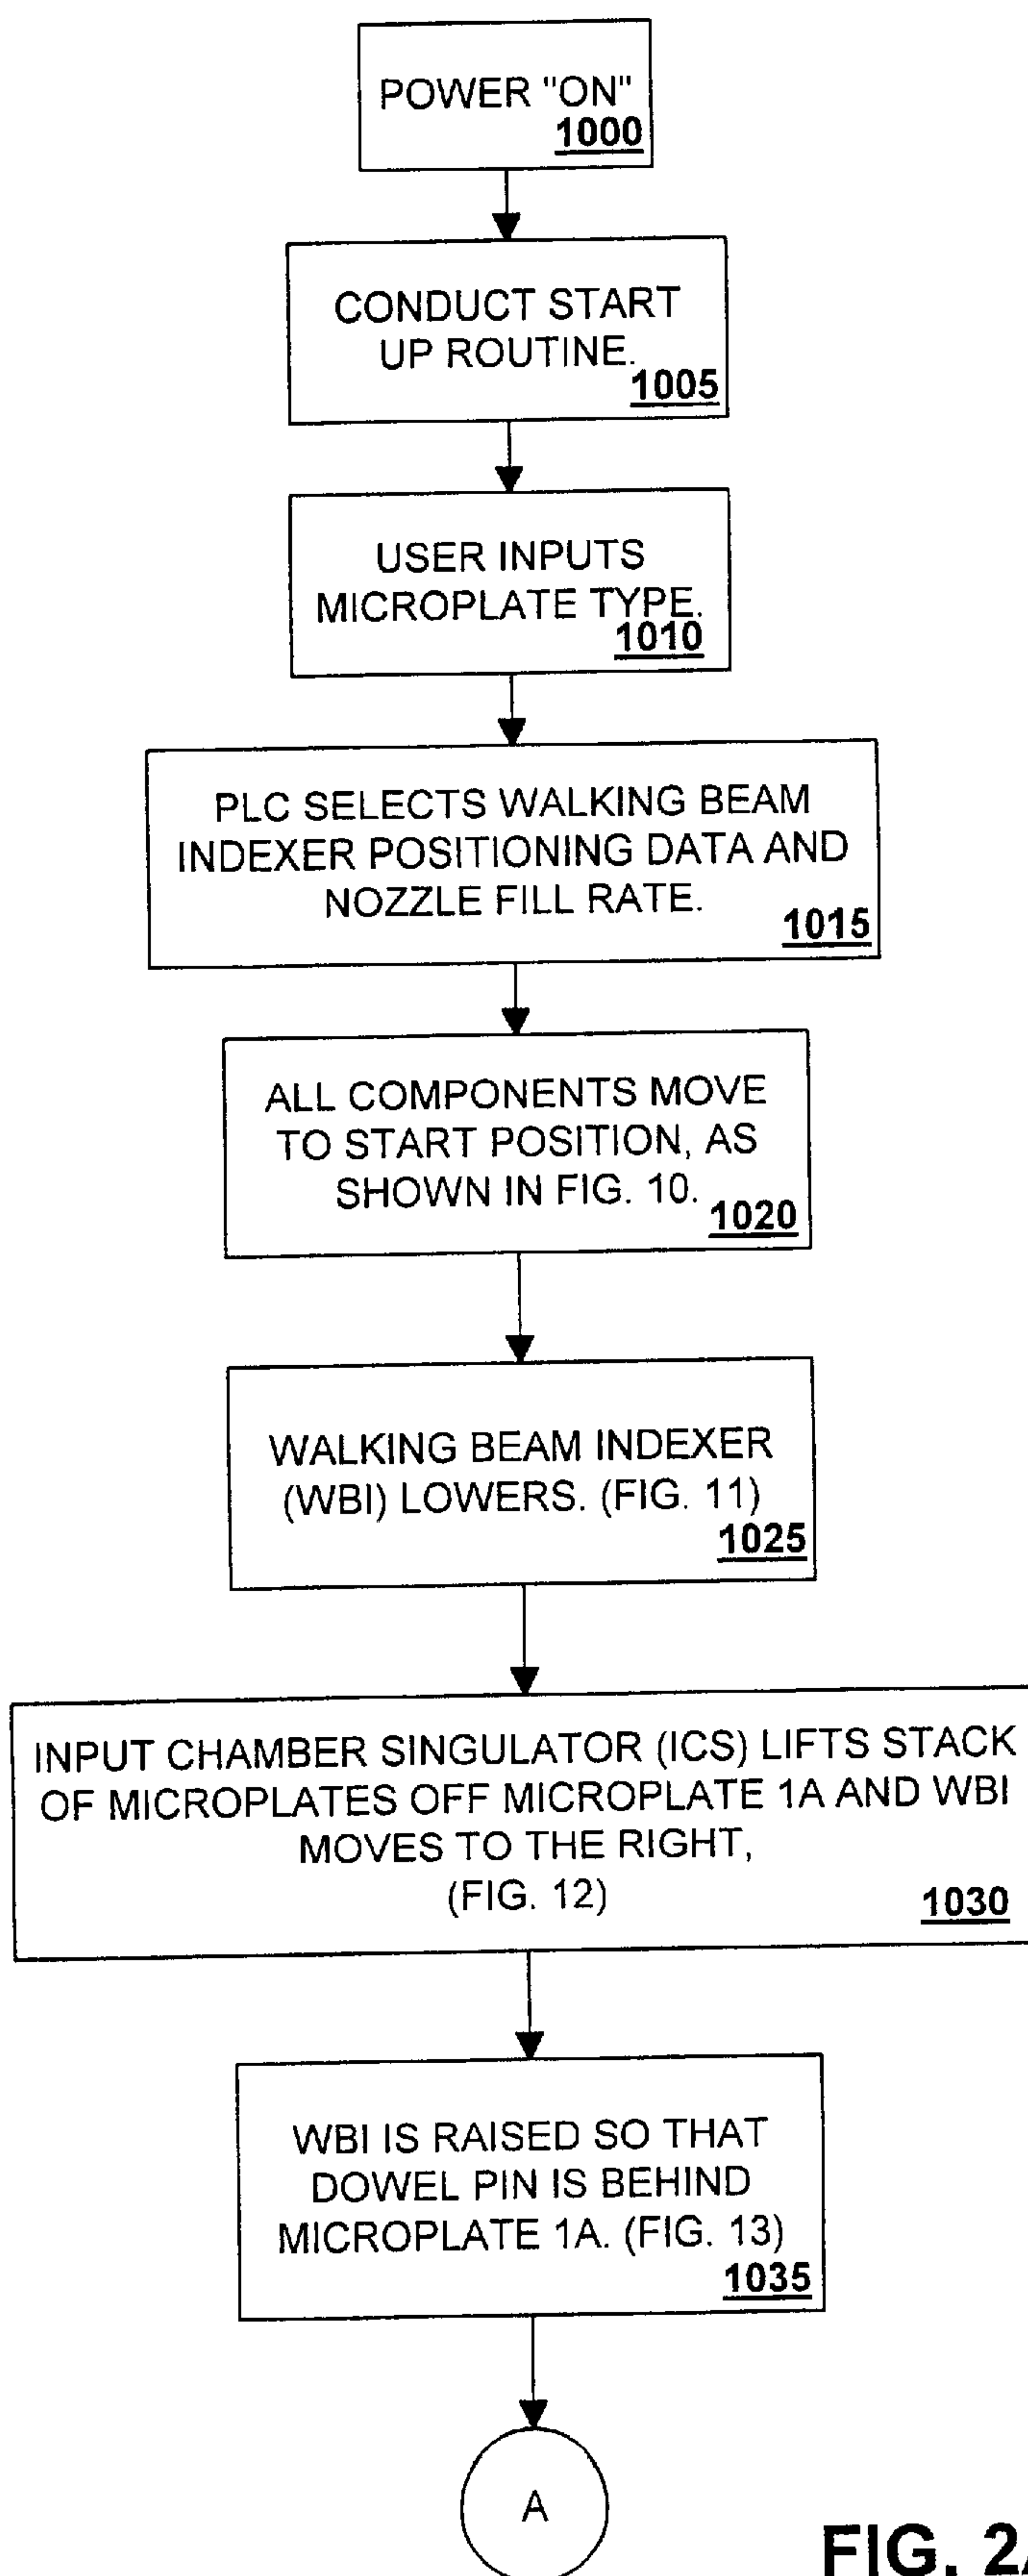 POWER "ON"
1000
CONDUCT START
UP ROUTINE.
1005
USER INPUTS
MICROPLATE TYPE.
1010
PLC SELECTS WALKING BEAM
INDEXER POSITIONING DATA AND
NOZZLE FILL RATE.
1015
ALL COMPONENTS MOVE
TO START POSITION, AS
SHOWN IN FIG. 10.
1020
WALKING BEAM INDEXER
(WBI) LOWERS. (FIG. 11)
1025
INPUT CHAMBER SINGULATOR (ICS) LIFTS STACK
OF MICROPLATES OFF MICROPLATE 1A AND WBI
MOVES TO THE RIGHT,
(FIG. 12)
1030
WBI IS RAISED SO THAT
DOWEL PIN IS BEHIND
MICROPLATE 1A. (FIG. 13)
1035
A
FIG. 2